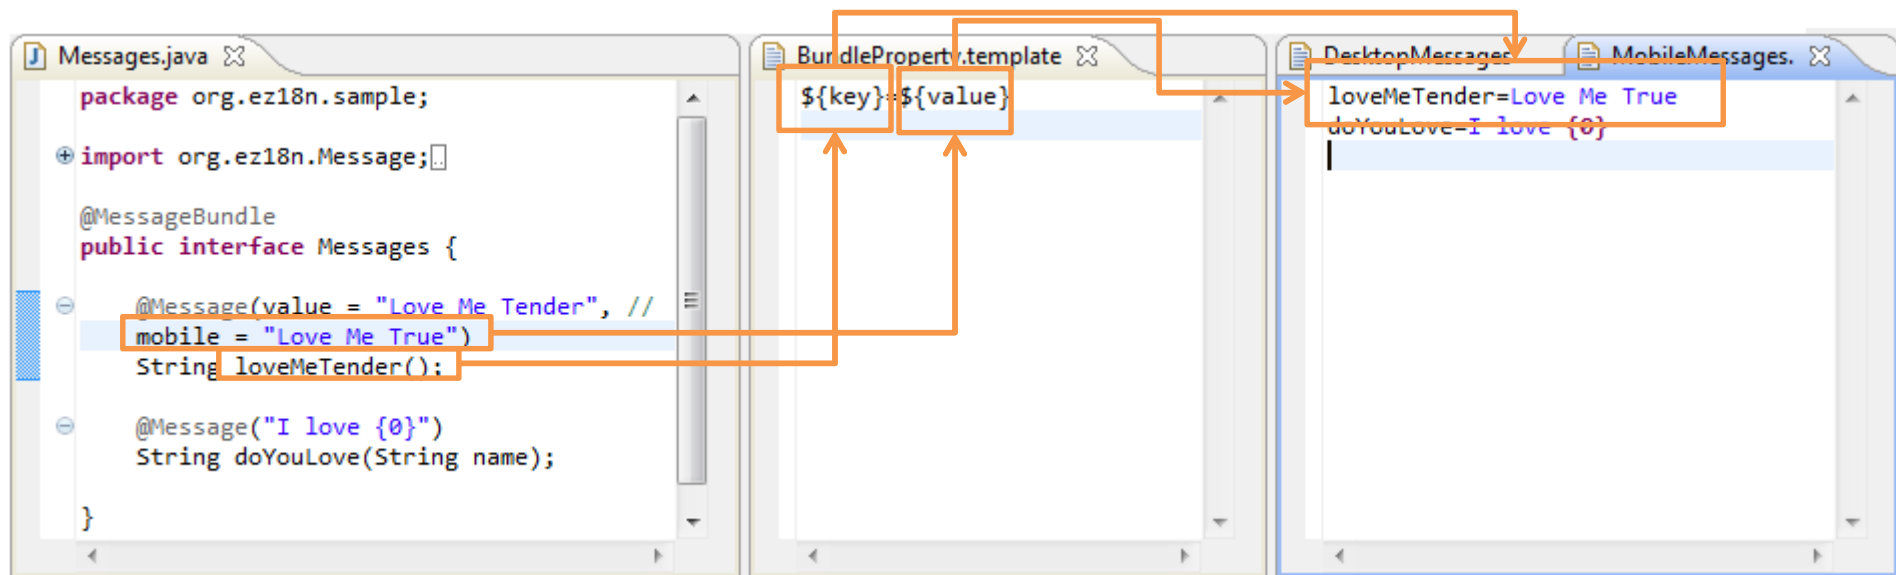 Messages.java
package org.ez18n.sample;
import org.ez18n.Message;
@MessageBundle
public interface Messages {
@Message(value = "Love Me Tender", //
mobile = "Love Me True")
String loveMeTender();
@Message("I love {0}")
String doYouLove(String name);
}
BundleProperty.template
${key}=${value}
DesktopMessages
MobileMessages.
loveMeTender=Love Me True
doYouLove=I love {0}